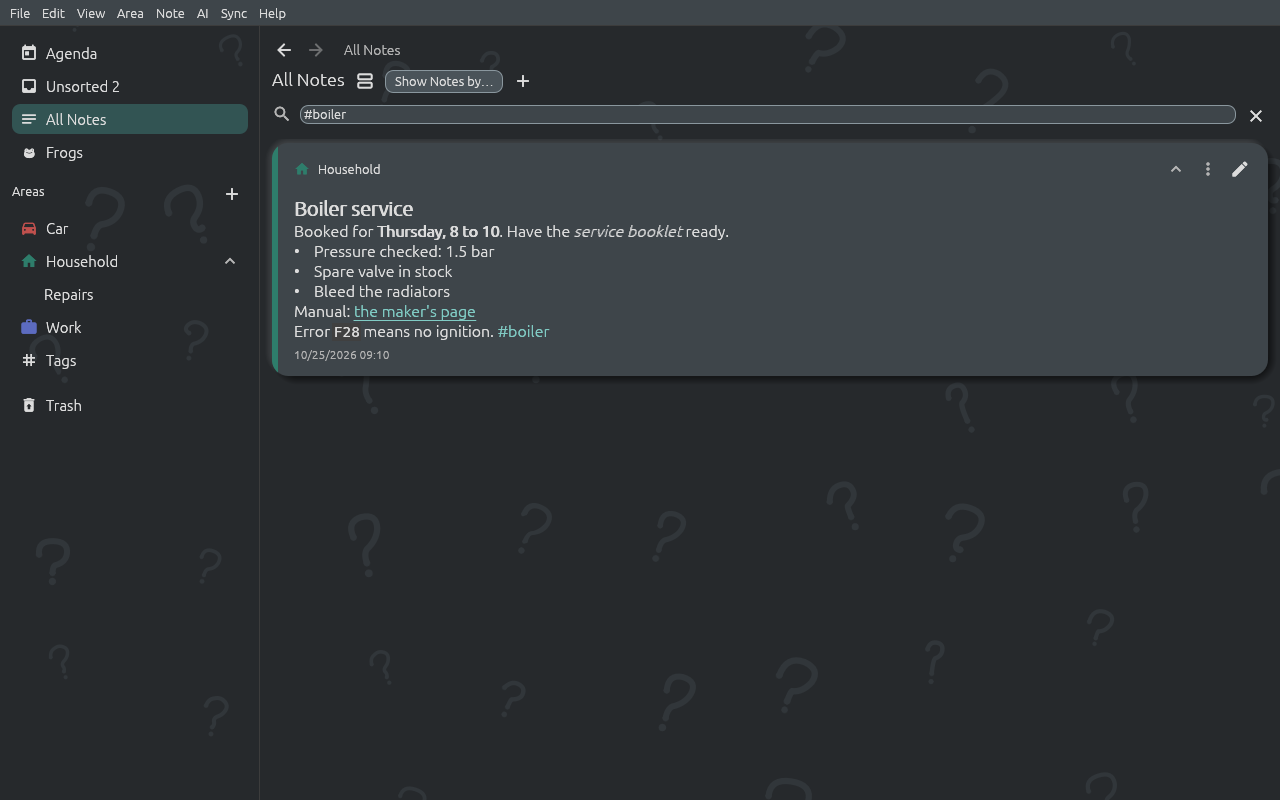 File Edit View Area Note AI Sync Help
Agenda
Unsorted 2
All Notes
Frogs
Areas
Car
Household
Repairs
Work
Tags
Trash
All Notes
All Notes Show Notes by…
#boiler
Household
Boiler service
Booked for Thursday, 8 to 10. Have the service booklet ready.
• Pressure checked: 1.5 bar
• Spare valve in stock
• Bleed the radiators
Manual: the maker's page
Error F28 means no ignition. #boiler
10/25/2026 09:10